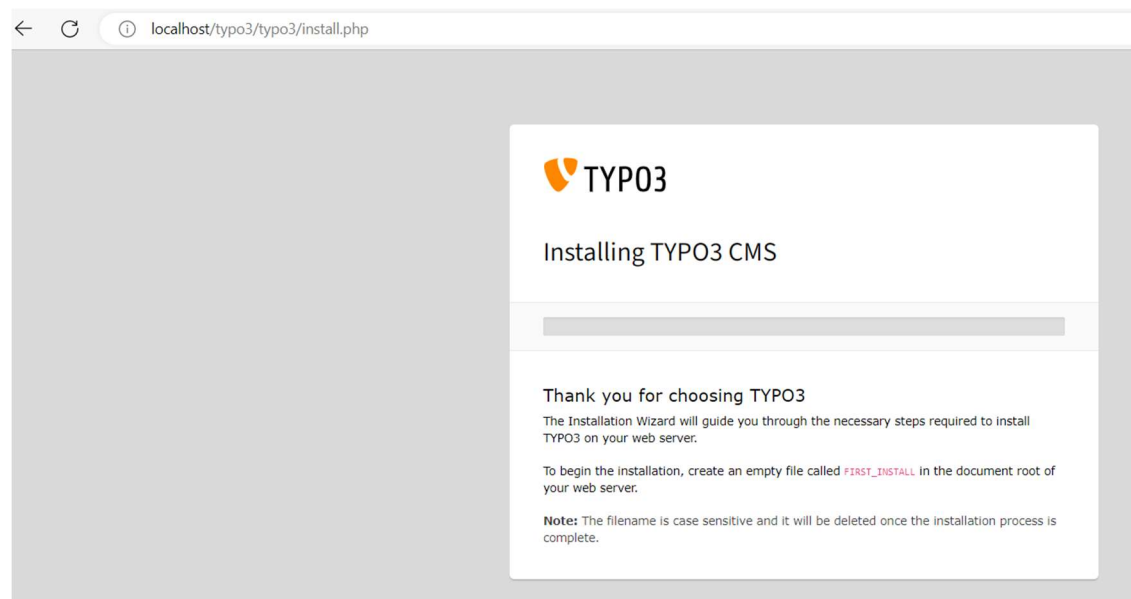 localhost/typo3/typo3/install.php
TYPO3
Installing TYPO3 CMS
Thank you for choosing TYPO3
The Installation Wizard will guide you through the necessary steps required to install
TYPO3 on your web server.
To begin the installation, create an empty file called FIRST_INSTALL in the document root of
your web server.
Note: The filename is case sensitive and it will be deleted once the installation process is
complete.